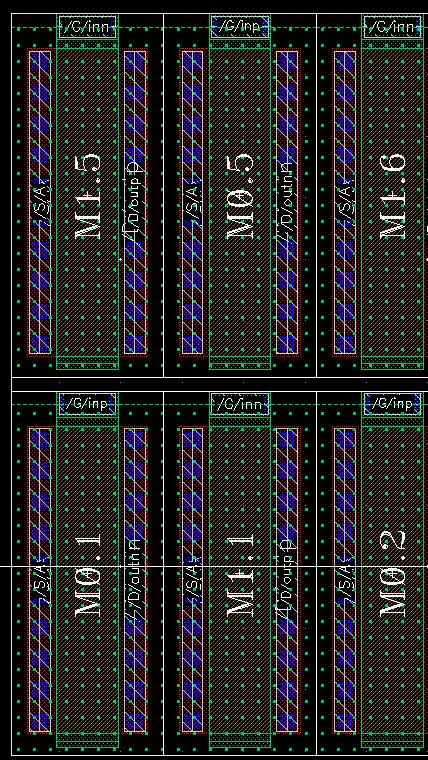 /G/inn
/G/inp
/G/inn
/S/A
M1.5
/D/outp
/S/A
M0.5
/D/outn
/S/A
M1.6
/G/inp
/G/inn
/G/inp
/S/A
M0.1
/D/outn
/S/A
M1.1
/D/outp
/S/A
M0.2